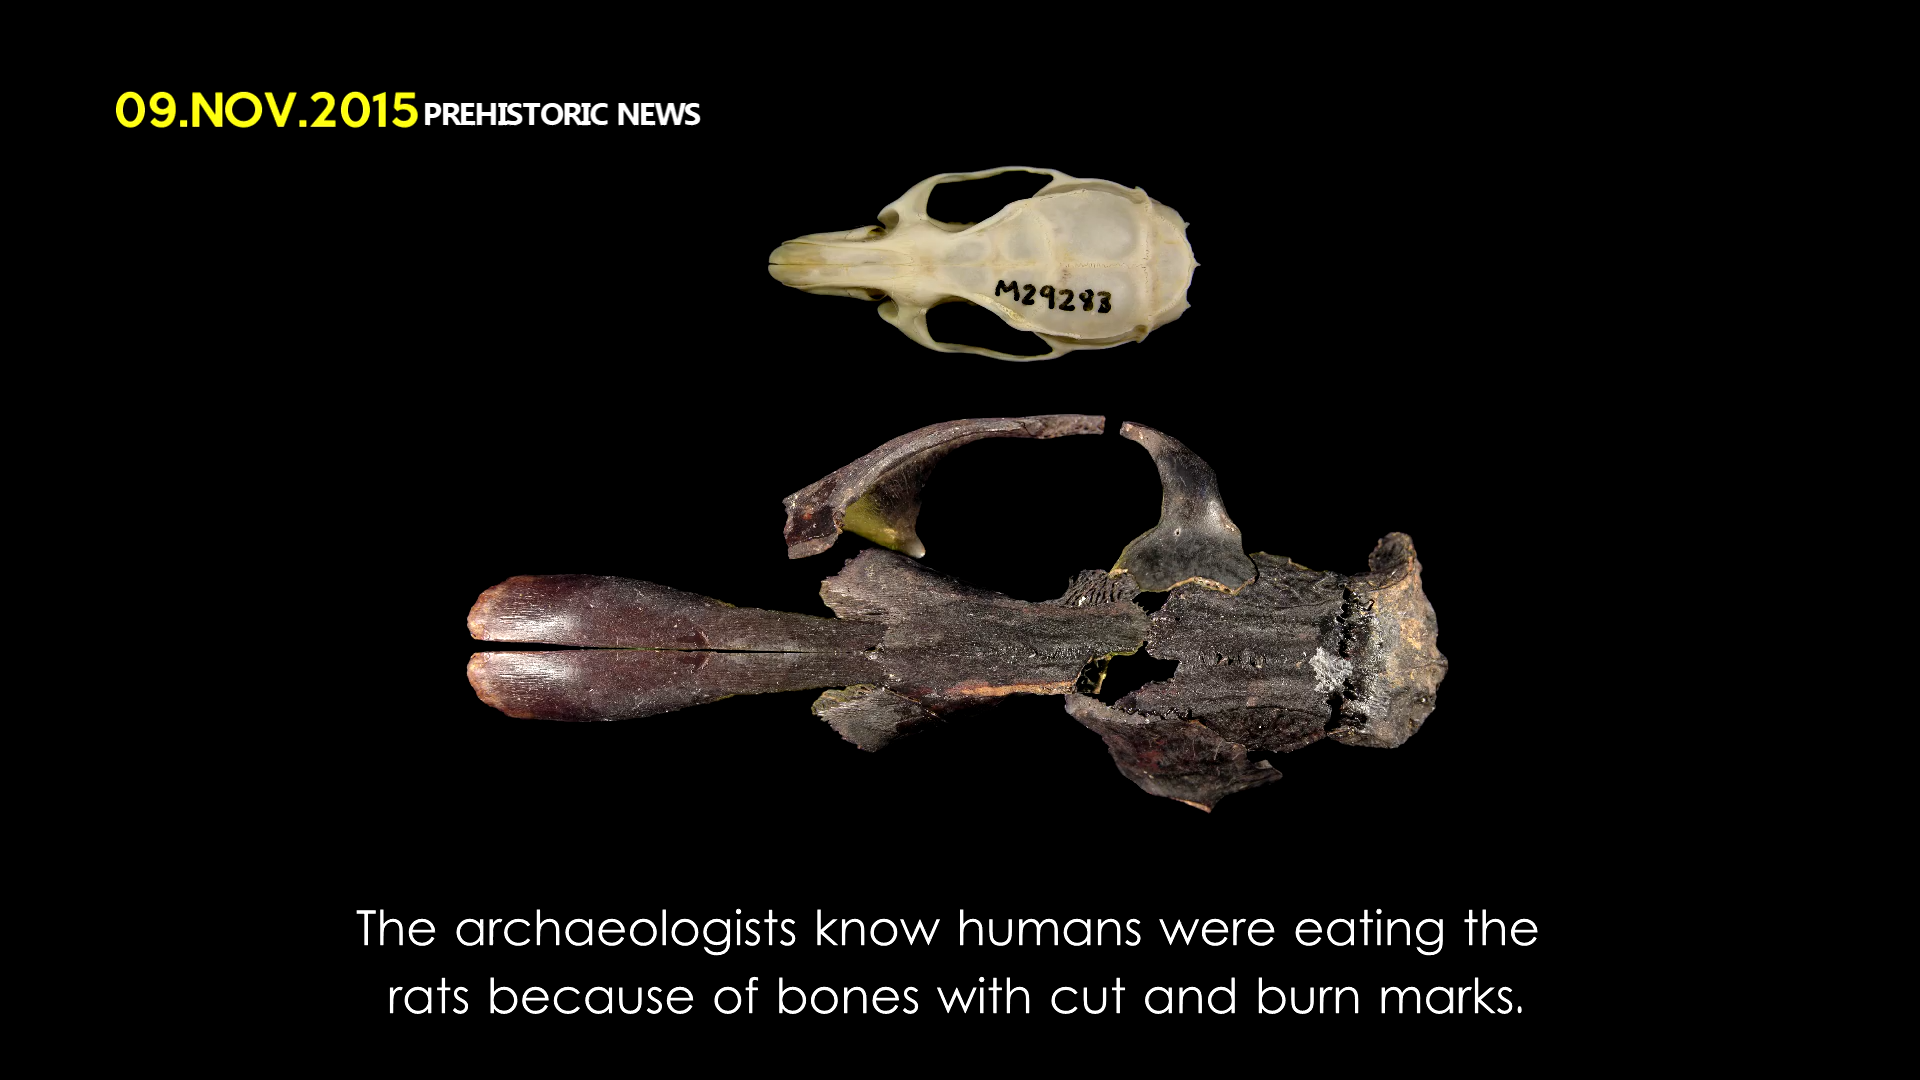 09.NOV.2015 PREHISTORIC NEWS
M29283
The archaeologists know humans were eating the
rats because of bones with cut and burn marks.